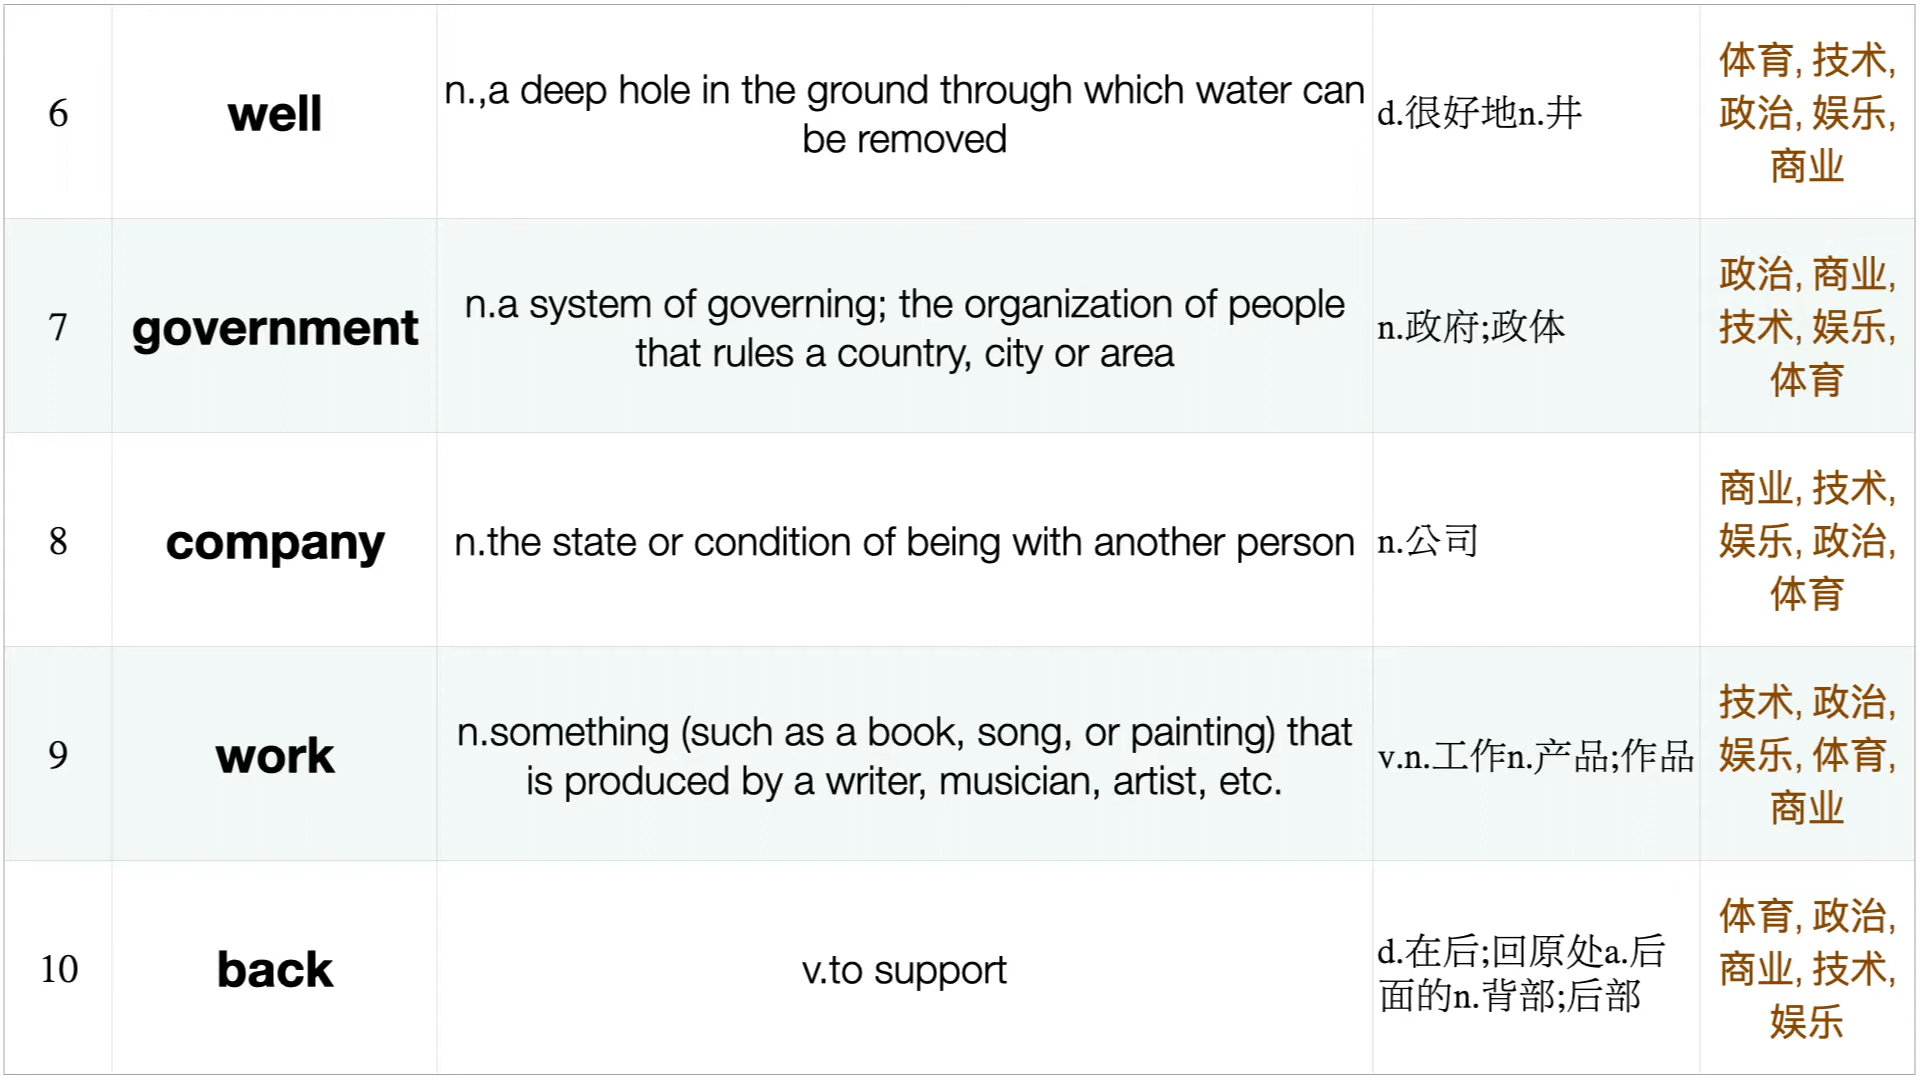 6
well
n.,a deep hole in the ground through which water can
be removed
d.很好地n.井
体育, 技术,
政治, 娱乐,
商业
7
government
n.a system of governing; the organization of people
that rules a country, city or area
n.政府;政体
政治, 商业,
技术, 娱乐,
体育
8
company
n.the state or condition of being with another person
n.公司
商业, 技术,
娱乐, 政治,
体育
9
work
n.something (such as a book, song, or painting) that
is produced by a writer, musician, artist, etc.
v.n.工作n.产品;作品
技术, 政治,
娱乐, 体育,
商业
10
back
v.to support
d.在后;回原处a.后
面的n.背部;后部
体育, 政治,
商业, 技术,
娱乐